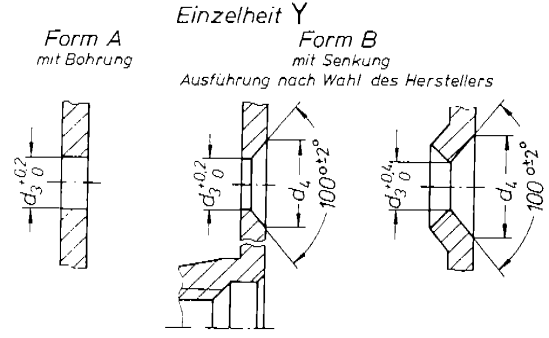 Einzelheit Y
Form A
mit Bohrung
Form B
mit Senkung
Ausführung nach Wahl des Herstellers
d3 +0,2 0
d3 +0,2 0
d4
100°±2°
d3 +0,4 0
d4
100°±2°